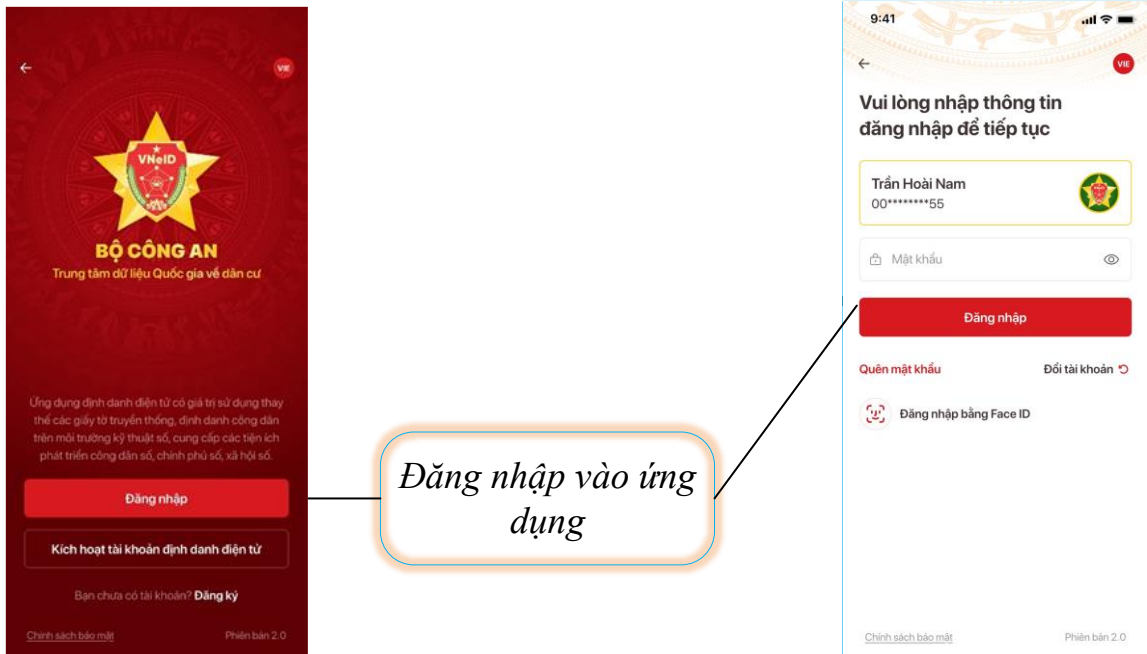 VIE
VNeID
BỘ CÔNG AN
Trung tâm dữ liệu Quốc gia về dân cư
Ứng dụng định danh điện tử có giá trị sử dụng thay
thế các giấy tờ truyền thống, định danh công dân
trên môi trường kỹ thuật số, cung cấp các tiện ích
phát triển công dân số, chính phủ số, xã hội số.
Đăng nhập
Kích hoạt tài khoản định danh điện tử
Bạn chưa có tài khoản? Đăng ký
Chính sách bảo mật
Phiên bản 2.0
Đăng nhập vào ứng
dụng
9:41
VIE
Vui lòng nhập thông tin
đăng nhập để tiếp tục
Trần Hoài Nam
00********55
Mật khẩu
Đăng nhập
Quên mật khẩu
Đổi tài khoản
Đăng nhập bằng Face ID
Chính sách bảo mật
Phiên bản 2.0